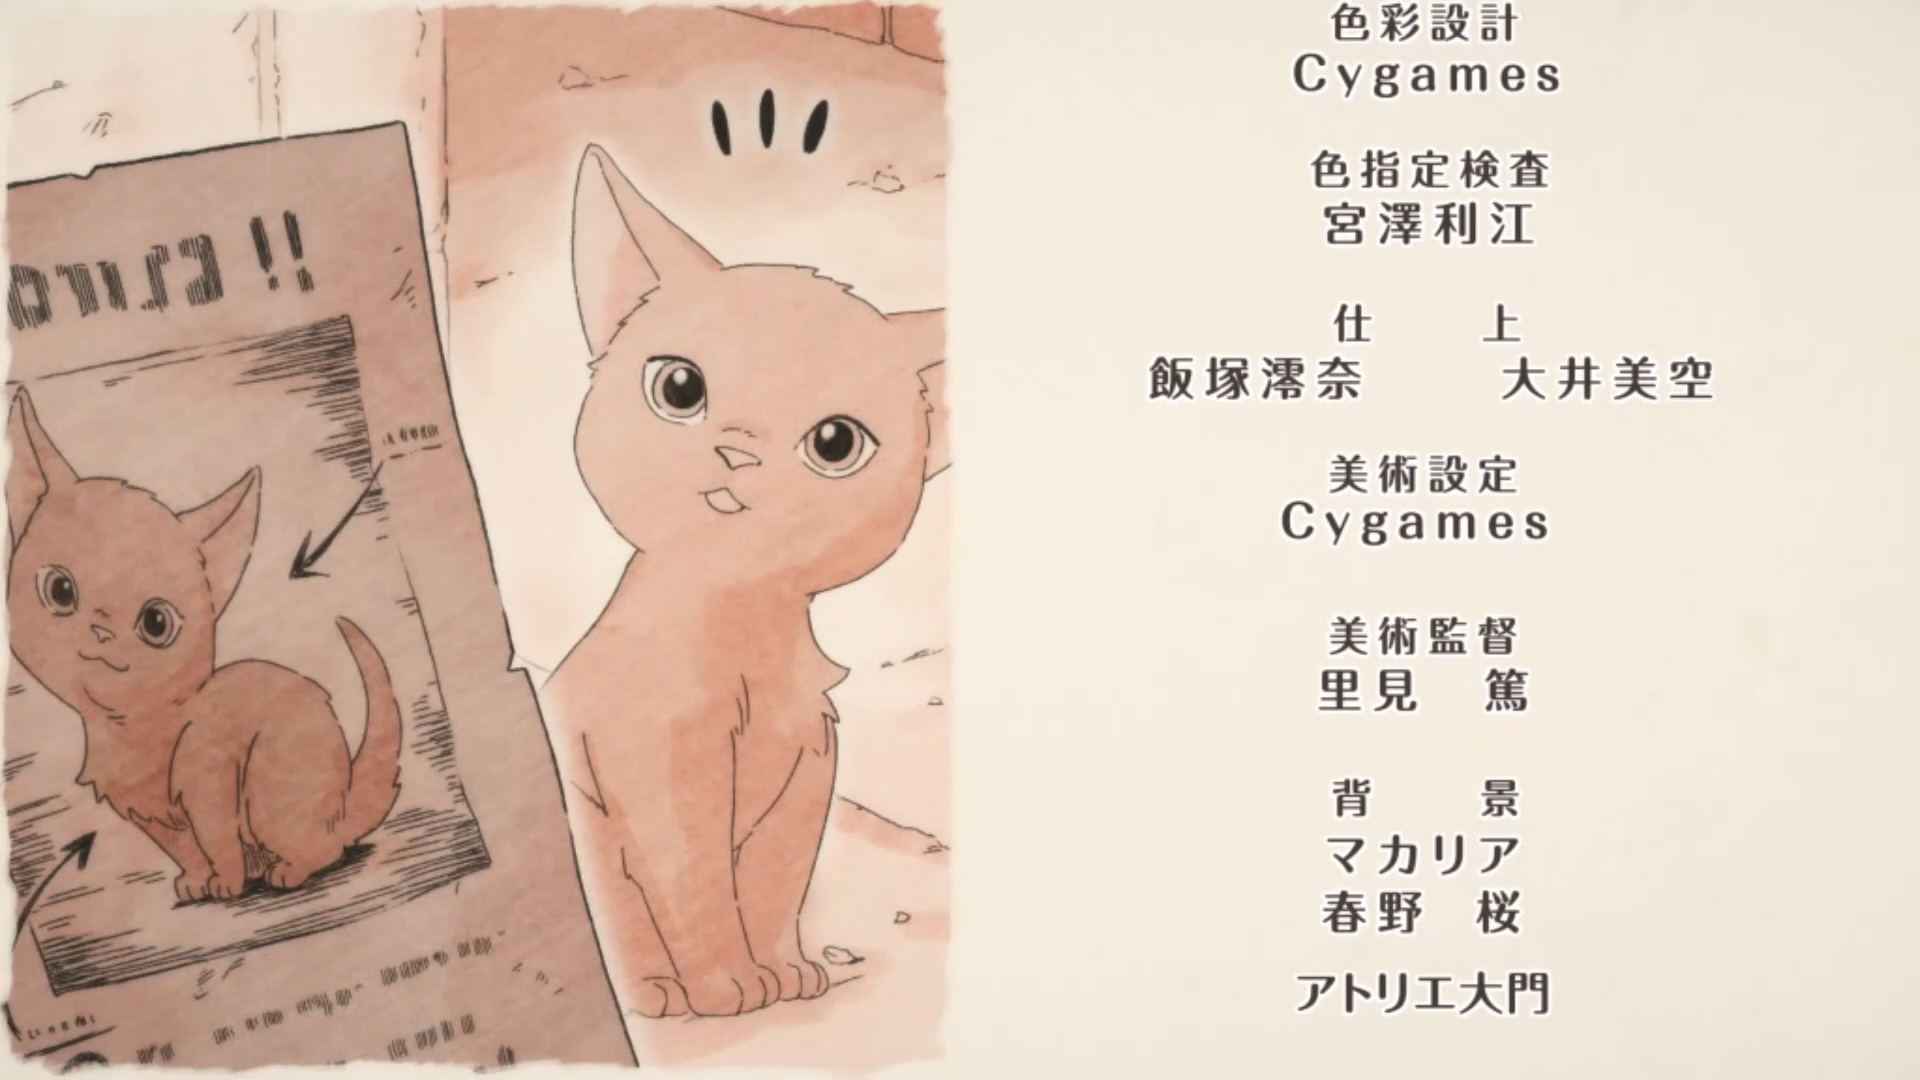 色彩設計
Cygames
色指定検査
宮澤利江
仕 上
飯塚澪奈 大井美空
美術設定
Cygames
美術監督
里見 篤
背 景
マカリア
春野 桜
アトリエ大門